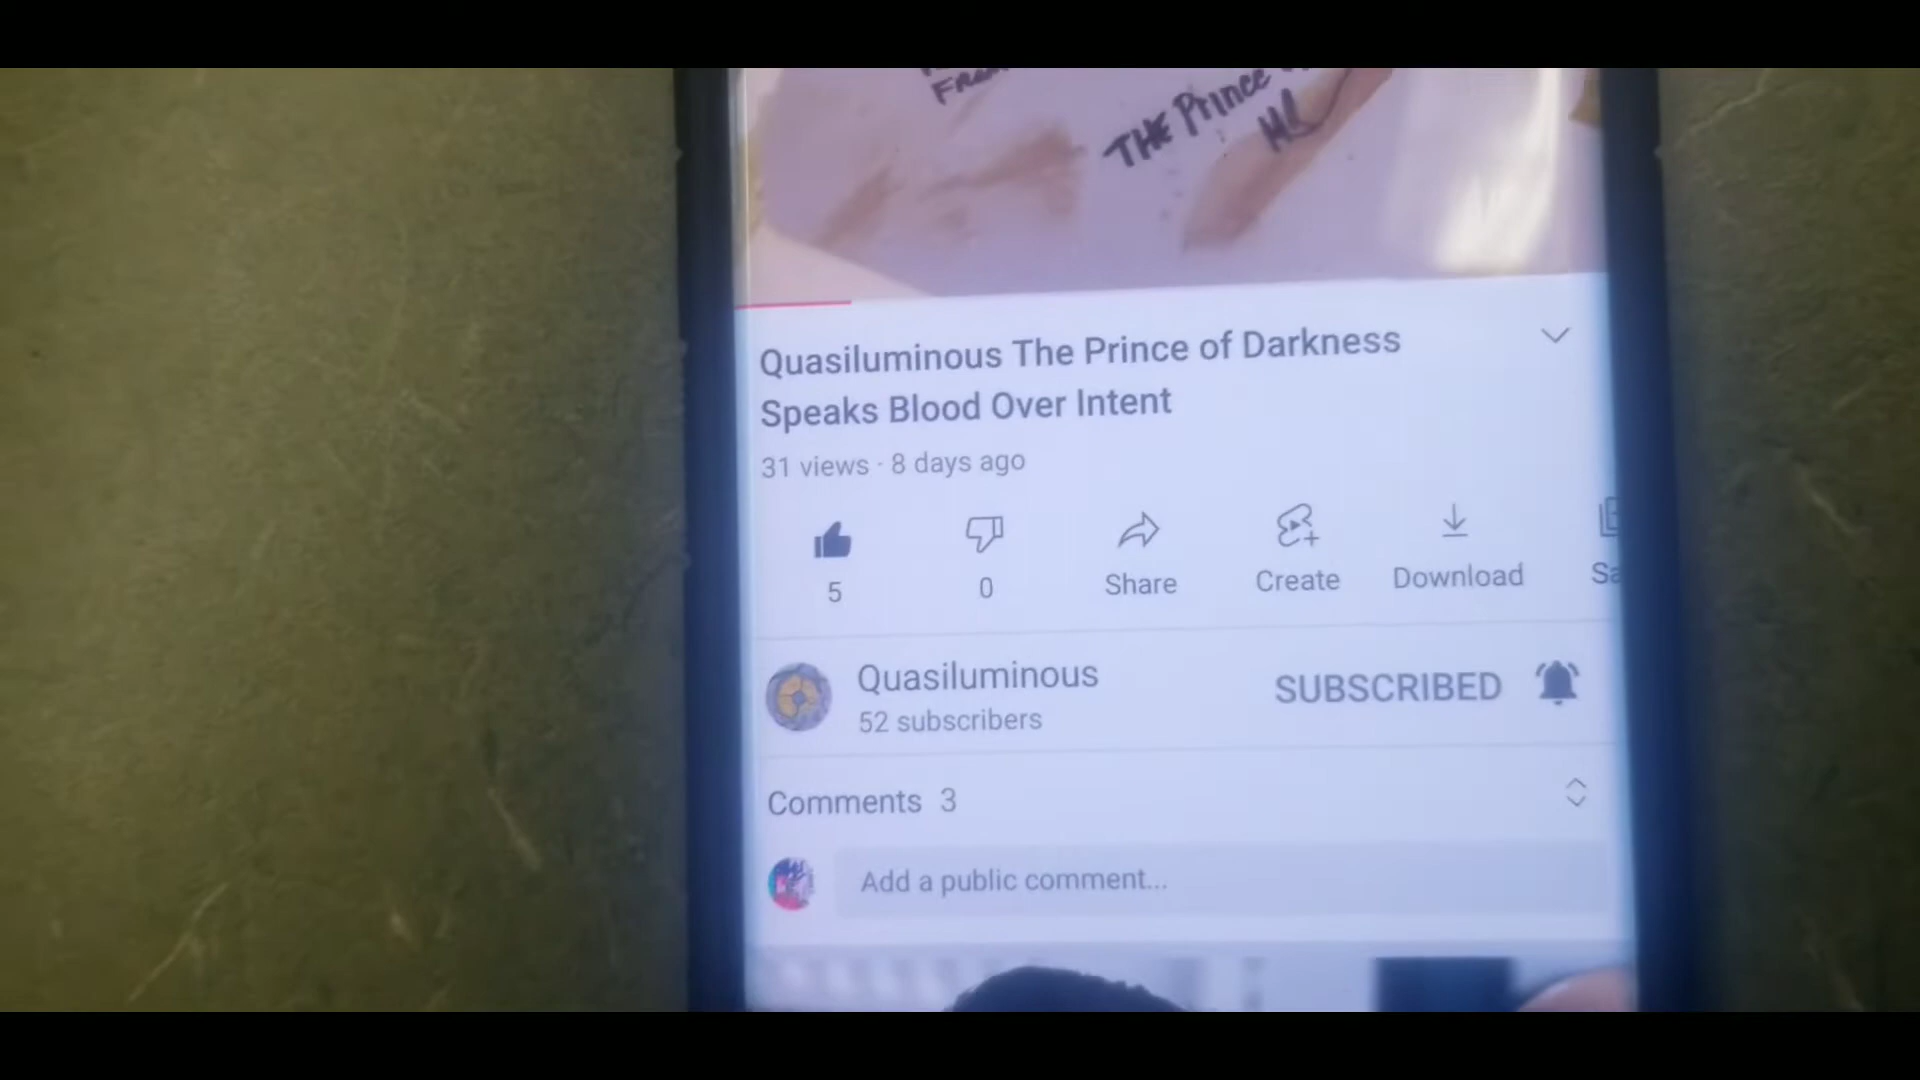 THE Prince
Quasiluminous The Prince of Darkness
Speaks Blood Over Intent
31 views · 8 days ago
5
0
Share
Create
Download
Quasiluminous
52 subscribers
SUBSCRIBED
Comments 3
Add a public comment...